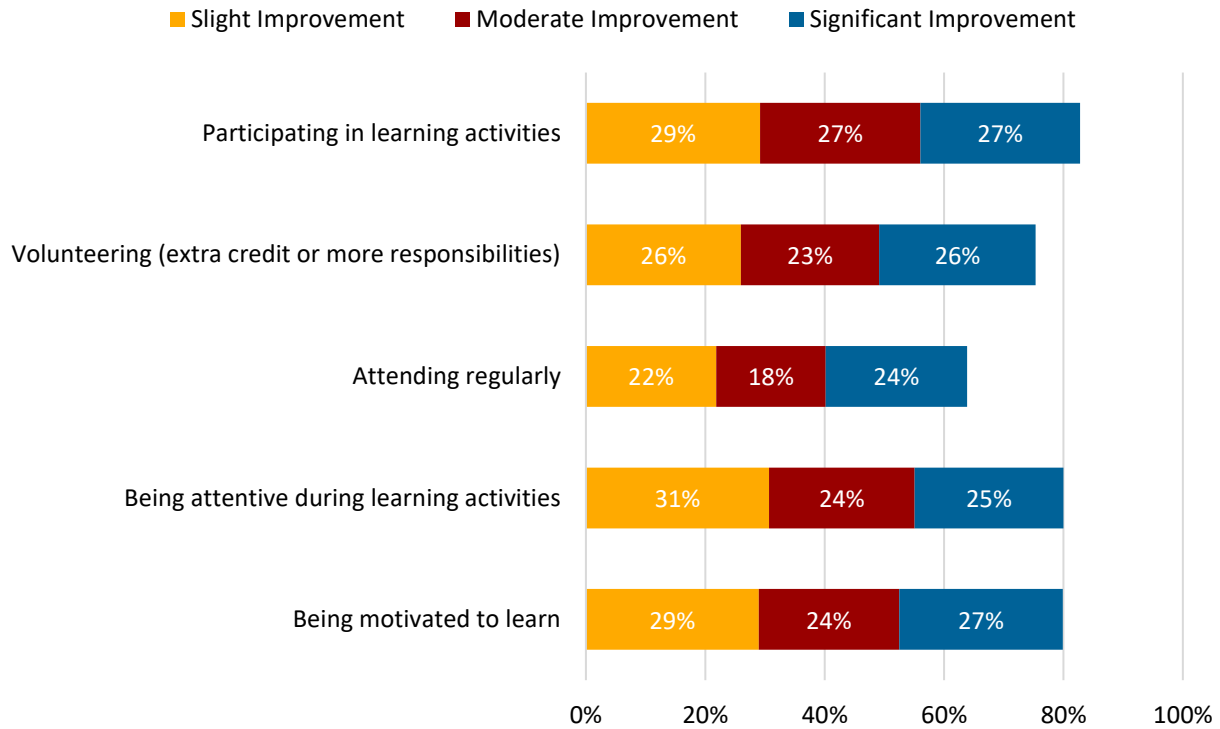 Slight Improvement Moderate Improvement Significant Improvement
Participating in learning activities 29% 27% 27%
Volunteering (extra credit or more responsibilities) 26% 23% 26%
Attending regularly 22% 18% 24%
Being attentive during learning activities 31% 24% 25%
Being motivated to learn 29% 24% 27%
0% 20% 40% 60% 80% 100%